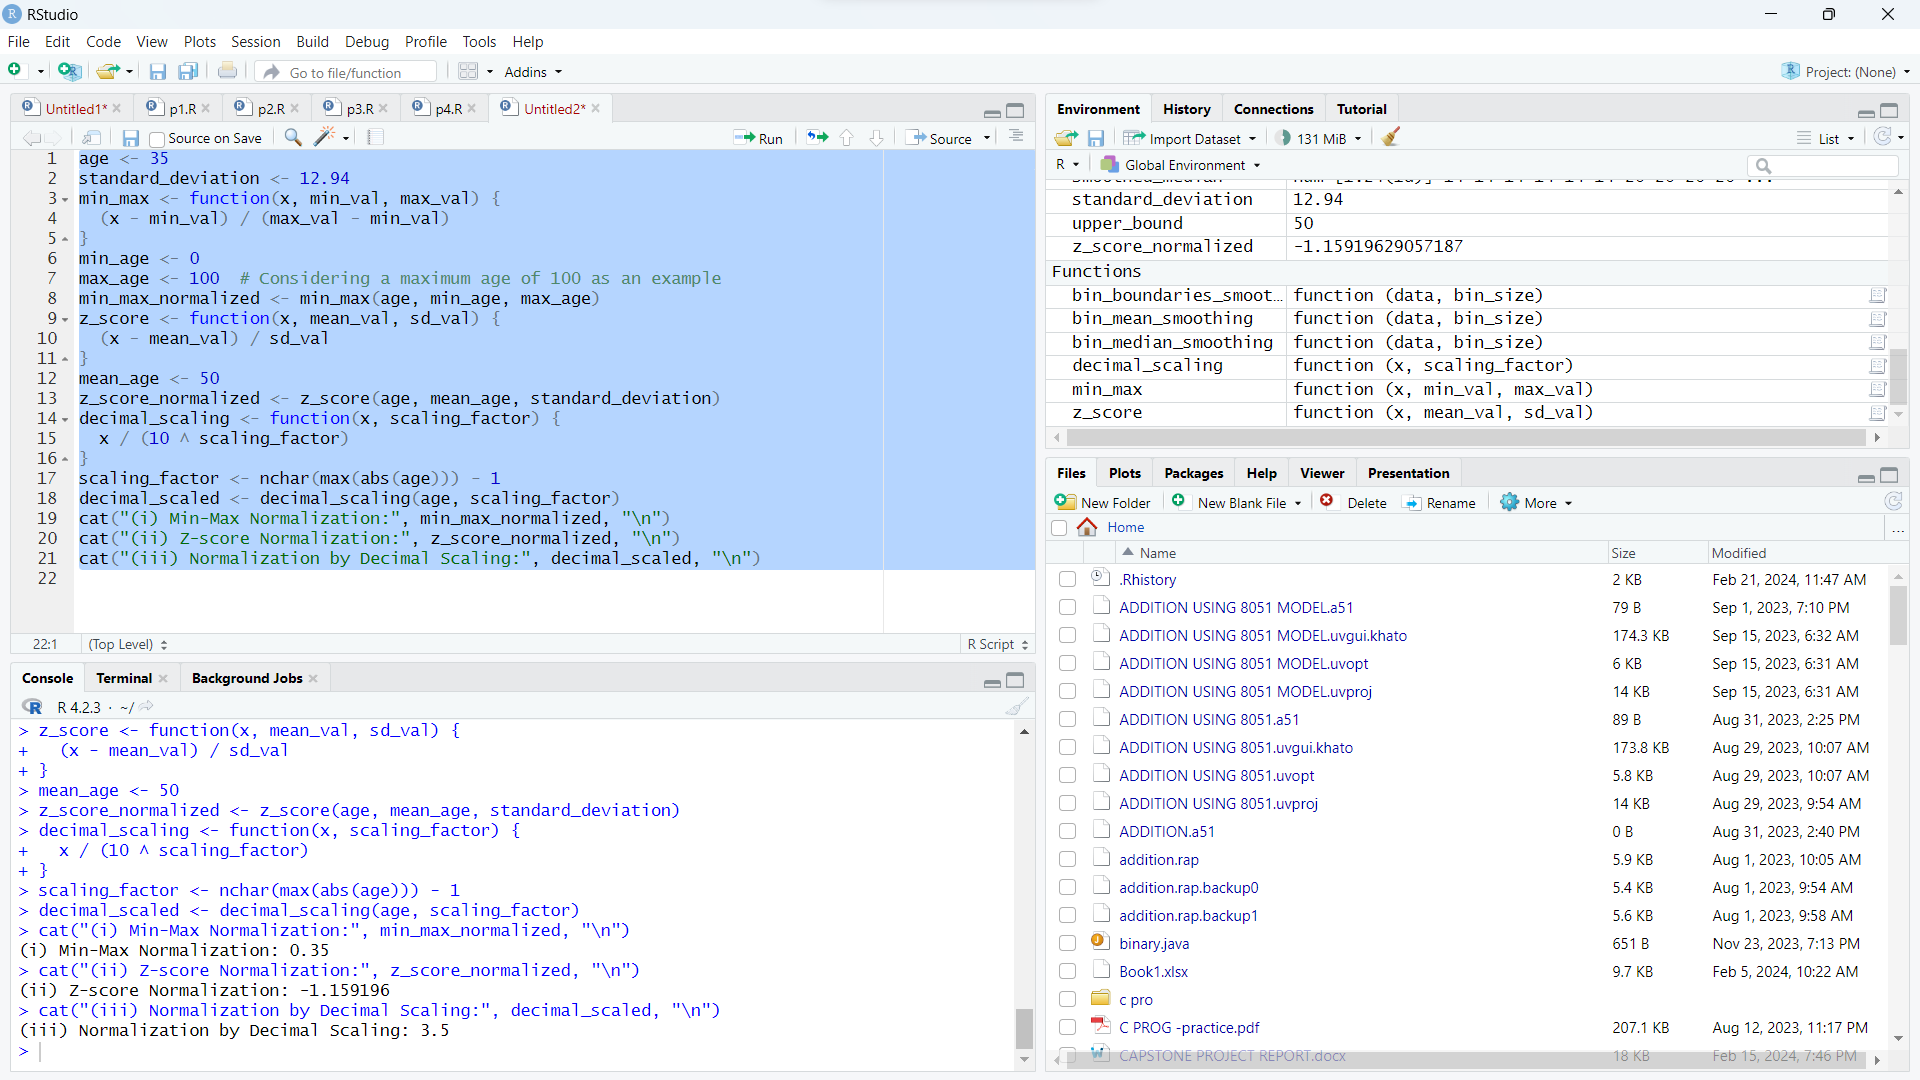 RStudio
File Edit Code View Plots Session Build Debug Profile Tools Help
Go to file/function Addins Project: (None)
Untitled1* p1.R p2.R p3.R p4.R Untitled2*
Source on Save Run Source
1 age <- 35
2 standard_deviation <- 12.94
3 min_max <- function(x, min_val, max_val) {
4 (x - min_val) / (max_val - min_val)
5 }
6 min_age <- 0
7 max_age <- 100 # Considering a maximum age of 100 as an example
8 min_max_normalized <- min_max(age, min_age, max_age)
9 z_score <- function(x, mean_val, sd_val) {
10 (x - mean_val) / sd_val
11 }
12 mean_age <- 50
13 z_score_normalized <- z_score(age, mean_age, standard_deviation)
14 decimal_scaling <- function(x, scaling_factor) {
15 x / (10 ^ scaling_factor)
16 }
17 scaling_factor <- nchar(max(abs(age))) - 1
18 decimal_scaled <- decimal_scaling(age, scaling_factor)
19 cat("(i) Min-Max Normalization:", min_max_normalized, "\n")
20 cat("(ii) Z-score Normalization:", z_score_normalized, "\n")
21 cat("(iii) Normalization by Decimal Scaling:", decimal_scaled, "\n")
22
22:1 (Top Level) R Script
Console Terminal Background Jobs
R 4.2.3 · ~/
> z_score <- function(x, mean_val, sd_val) {
+ (x - mean_val) / sd_val
+ }
> mean_age <- 50
> z_score_normalized <- z_score(age, mean_age, standard_deviation)
> decimal_scaling <- function(x, scaling_factor) {
+ x / (10 ^ scaling_factor)
+ }
> scaling_factor <- nchar(max(abs(age))) - 1
> decimal_scaled <- decimal_scaling(age, scaling_factor)
> cat("(i) Min-Max Normalization:", min_max_normalized, "\n")
(i) Min-Max Normalization: 0.35
> cat("(ii) Z-score Normalization:", z_score_normalized, "\n")
(ii) Z-score Normalization: -1.159196
> cat("(iii) Normalization by Decimal Scaling:", decimal_scaled, "\n")
(iii) Normalization by Decimal Scaling: 3.5
>
Environment History Connections Tutorial
Import Dataset 131 MiB List
R Global Environment
standard_deviation 12.94
upper_bound 50
z_score_normalized -1.15919629057187
Functions
bin_boundaries_smoot… function (data, bin_size)
bin_mean_smoothing function (data, bin_size)
bin_median_smoothing function (data, bin_size)
decimal_scaling function (x, scaling_factor)
min_max function (x, min_val, max_val)
z_score function (x, mean_val, sd_val)
Files Plots Packages Help Viewer Presentation
New Folder New Blank File Delete Rename More
Home ...
Name Size Modified
.Rhistory 2 KB Feb 21, 2024, 11:47 AM
ADDITION USING 8051 MODEL.a51 79 B Sep 1, 2023, 7:10 PM
ADDITION USING 8051 MODEL.uvgui.khato 174.3 KB Sep 15, 2023, 6:32 AM
ADDITION USING 8051 MODEL.uvopt 6 KB Sep 15, 2023, 6:31 AM
ADDITION USING 8051 MODEL.uvproj 14 KB Sep 15, 2023, 6:31 AM
ADDITION USING 8051.a51 89 B Aug 31, 2023, 2:25 PM
ADDITION USING 8051.uvgui.khato 173.8 KB Aug 29, 2023, 10:07 AM
ADDITION USING 8051.uvopt 5.8 KB Aug 29, 2023, 10:07 AM
ADDITION USING 8051.uvproj 14 KB Aug 29, 2023, 9:54 AM
ADDITION.a51 0 B Aug 31, 2023, 2:40 PM
addition.rap 5.9 KB Aug 1, 2023, 10:05 AM
addition.rap.backup0 5.4 KB Aug 1, 2023, 9:54 AM
addition.rap.backup1 5.6 KB Aug 1, 2023, 9:58 AM
binary.java 651 B Nov 23, 2023, 7:13 PM
Book1.xlsx 9.7 KB Feb 5, 2024, 10:22 AM
c pro
C PROG -practice.pdf 207.1 KB Aug 12, 2023, 11:17 PM
CAPSTONE PROJECT REPORT.docx 18 KB Feb 15, 2024, 7:46 PM